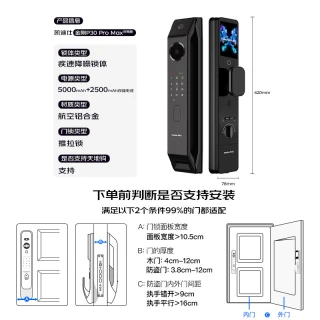 产品信息
凯迪仕 金刚P30 Pro Max
锁体类型
疾速降噪锁体
电源类型
5000mAh+2500mAh
材质类型
航空铝合金
门锁类型
推拉锁
是否支持天地钩
支持
420mm
76mm
下单前判断是否支持安装
满足以下2个条件99%的门都适配
A: 门锁面板宽度
面板宽度>10.5cm
B: 门的厚度
木门: 4cm-12cm
防盗门: 3.8cm-12cm
C: 防盗门内外门间距
执手错开>9cm
执手平行>16cm
A
B
内门
C
外门